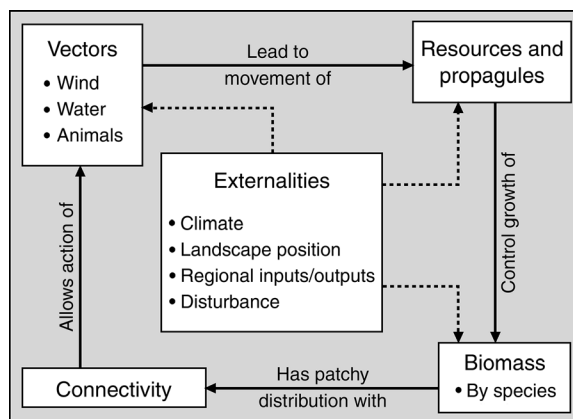 Vectors
• Wind
• Water
• Animals
Lead to
movement of
Resources and
propagules
Externalities
• Climate
• Landscape position
• Regional inputs/outputs
• Disturbance
Allows action of
Control growth of
Connectivity
Has patchy
distribution with
Biomass
• By species